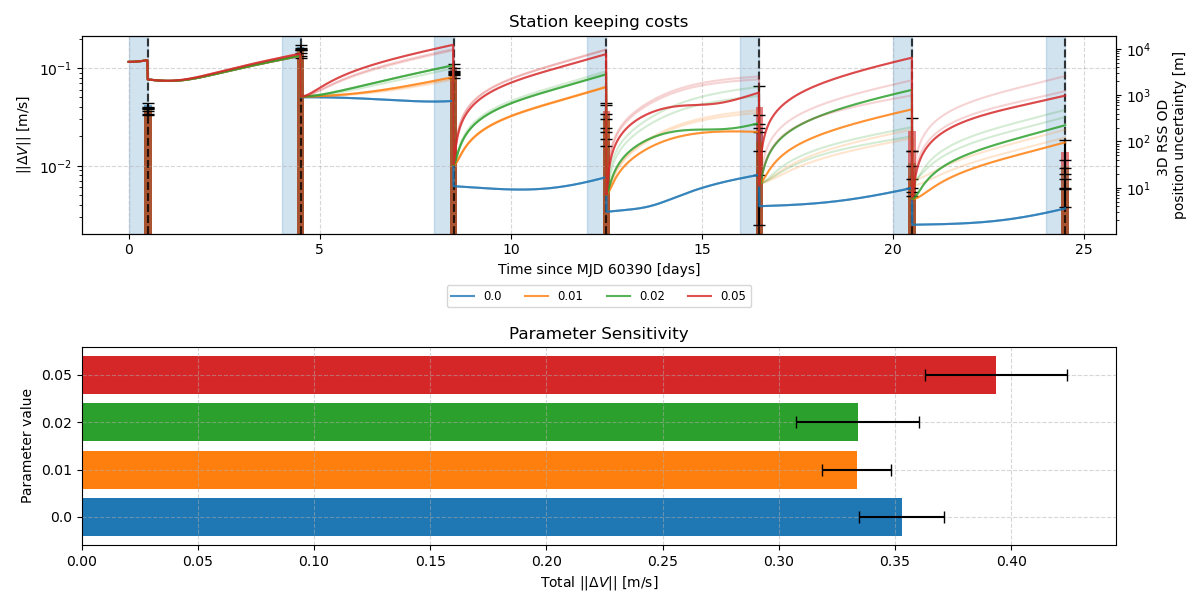 Station keeping costs
||ΔV|| [m/s]
10⁻¹
10⁻²
10⁴
10³
10²
10¹
3D RSS OD
position uncertainty [m]
0 5 10 15 20 25
Time since MJD 60390 [days]
0.0 0.01 0.02 0.05
Parameter Sensitivity
Parameter value
0.05
0.02
0.01
0.0
0.00 0.05 0.10 0.15 0.20 0.25 0.30 0.35 0.40
Total ||ΔV|| [m/s]